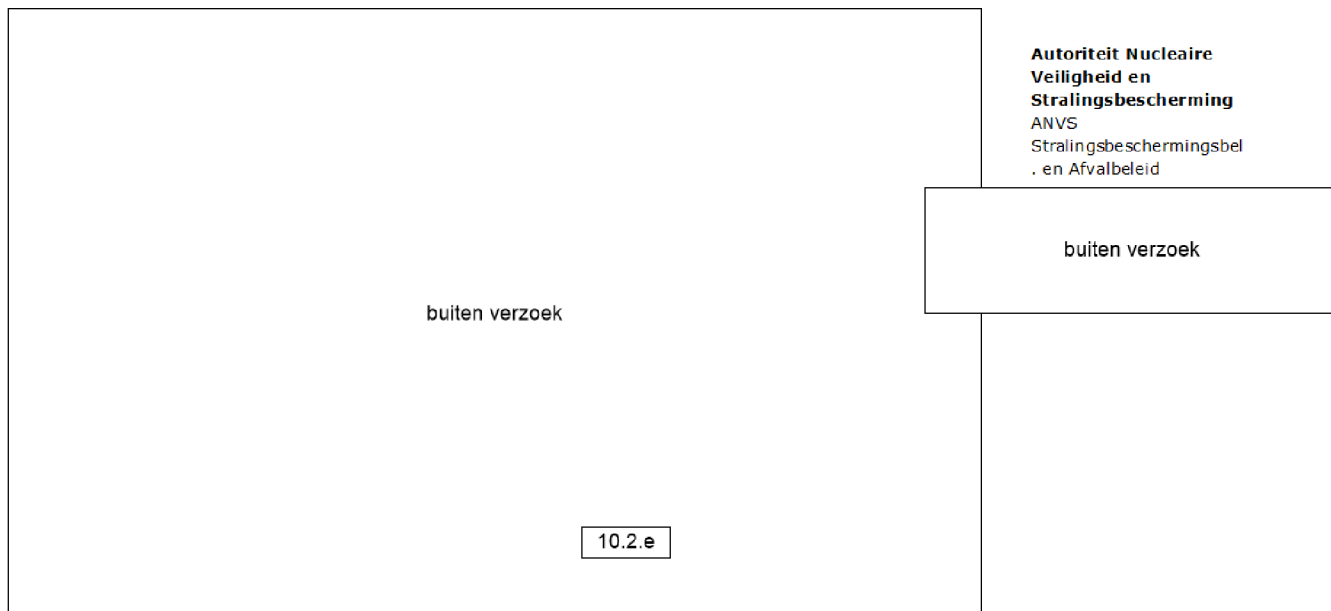 Autoriteit Nucleaire
Veiligheid en
Stralingsbescherming
ANVS
Stralingsbeschermingsbel
. en Afvalbeleid
buiten verzoek
buiten verzoek
10.2.e